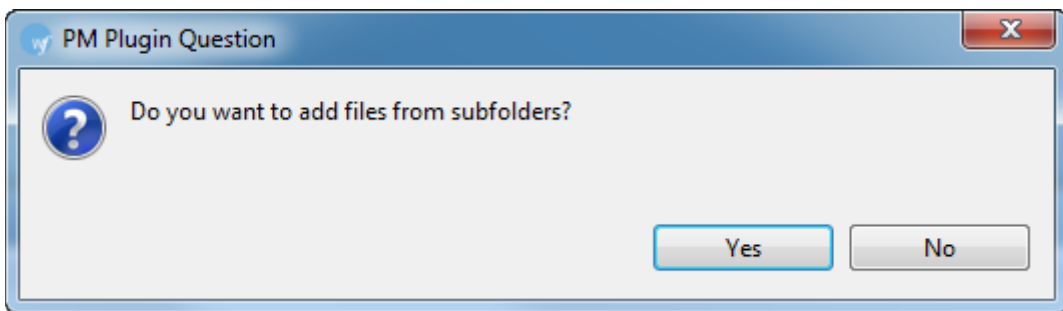 PM Plugin Question
Do you want to add files from subfolders?
Yes No